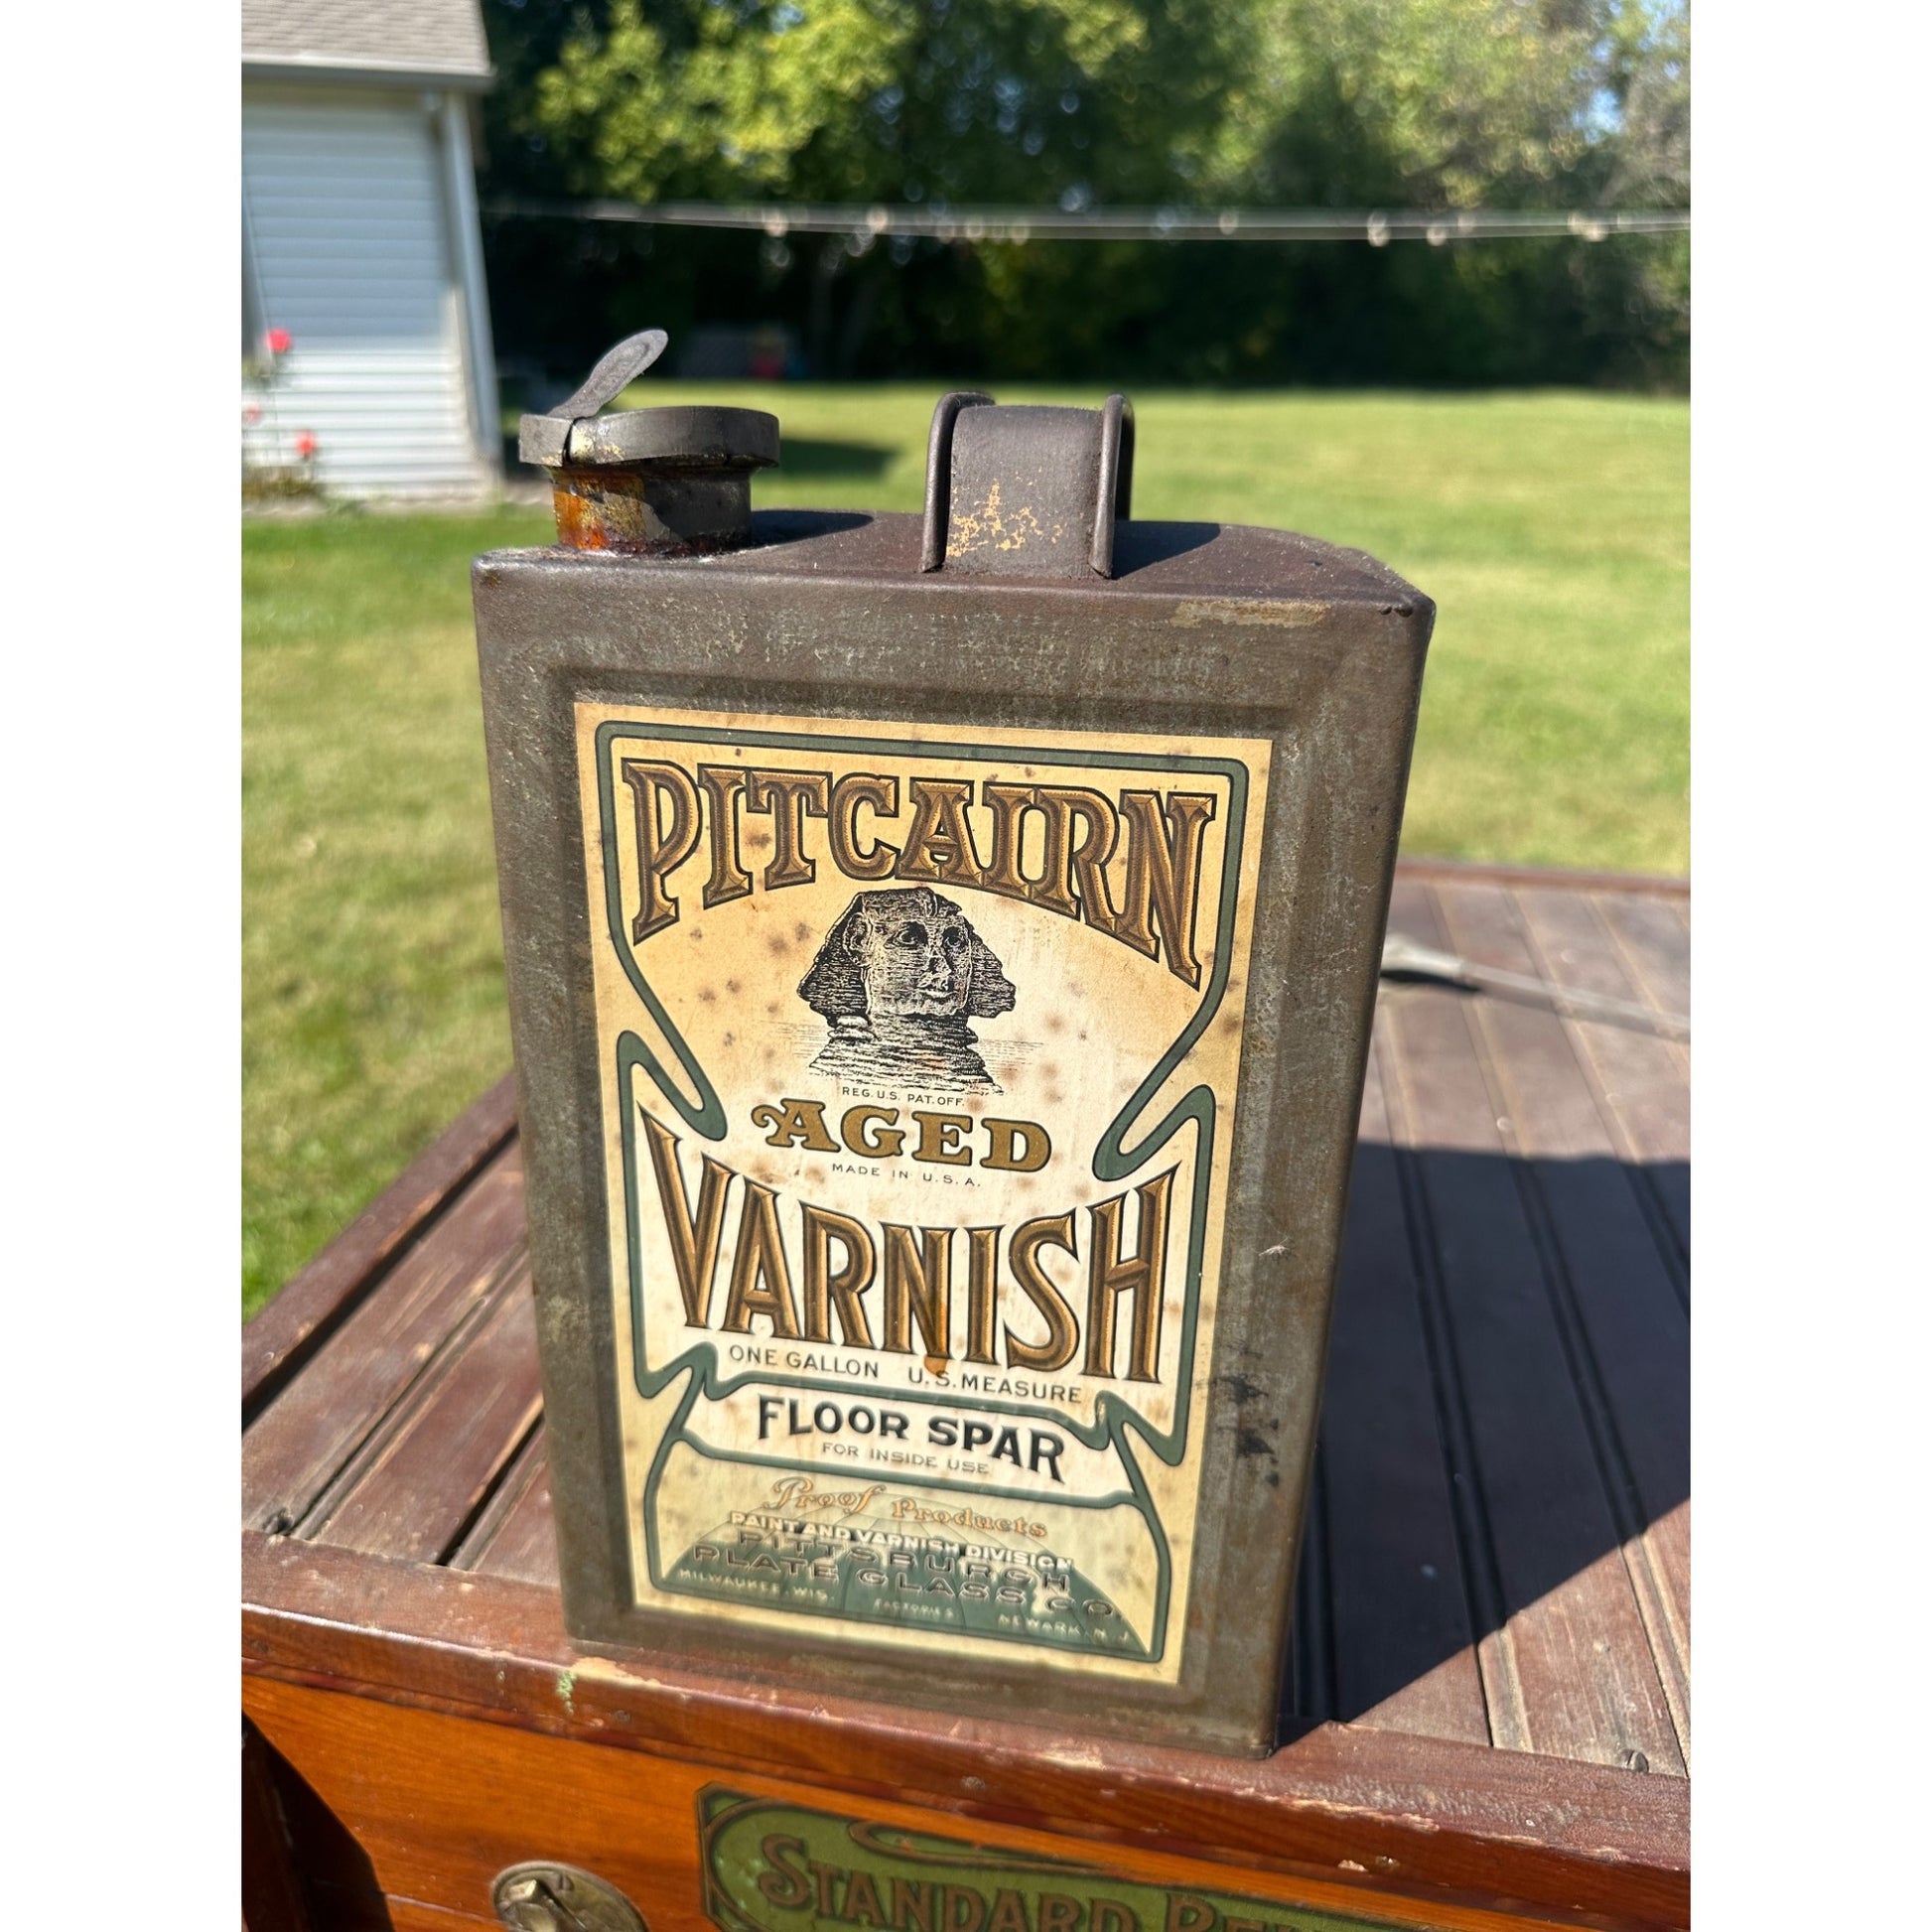 PITCAIRN
REG. U.S. PAT. OFF.
AGED
MADE IN U.S.A.
VARNISH
ONE GALLON U.S. MEASURE
FLOOR SPAR
FOR INSIDE USE
Proof Products
PAINT AND VARNISH DIVISION
PITTSBURGH
PLATE GLASS CO.
MILWAUKEE, WIS. FACTORIES NEWARK, N.J.
STANDARD